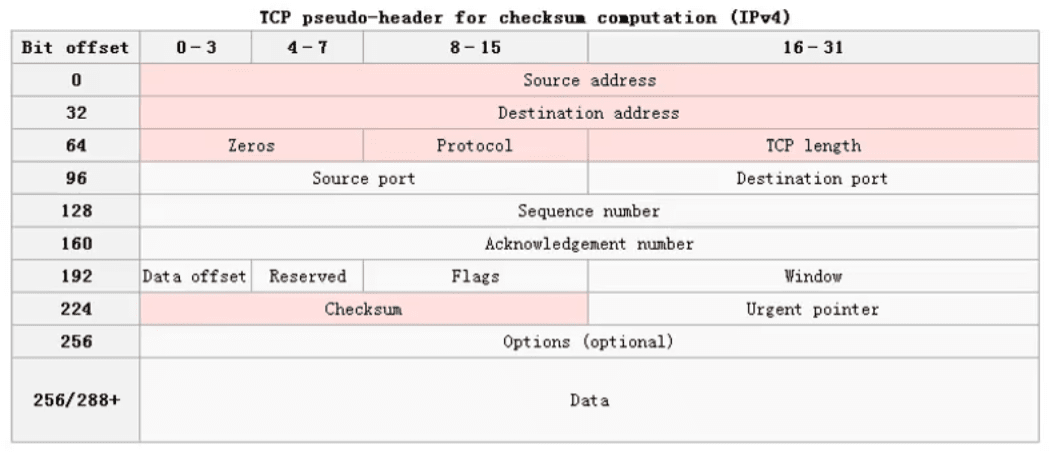 TCP pseudo-header for checksum computation (IPv4)
Bit offset 0-3 4-7 8-15 16-31
0 Source address
32 Destination address
64 Zeros Protocol TCP length
96 Source port Destination port
128 Sequence number
160 Acknowledgement number
192 Data offset Reserved Flags Window
224 Checksum Urgent pointer
256 Options (optional)
256/288+ Data